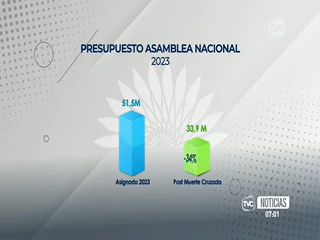 TVC
PRESUPUESTO ASAMBLEA NACIONAL
2023
51,5M
33,9 M
-34%
Asignado 2023
Post Muerte Cruzada
TVC NOTICIAS
07:01